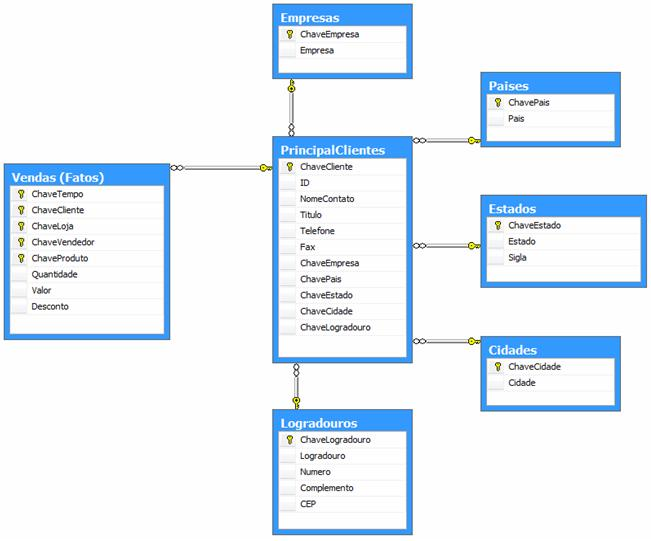 Empresas
ChaveEmpresa
Empresa
Paises
ChavePais
Pais
PrincipalClientes
ChaveCliente
ID
NomeContato
Titulo
Telefone
Fax
ChaveEmpresa
ChavePais
ChaveEstado
ChaveCidade
ChaveLogradouro
Vendas (Fatos)
ChaveTempo
ChaveCliente
ChaveLoja
ChaveVendedor
ChaveProduto
Quantidade
Valor
Desconto
Estados
ChaveEstado
Estado
Sigla
Cidades
ChaveCidade
Cidade
Logradouros
ChaveLogradouro
Logradouro
Numero
Complemento
CEP